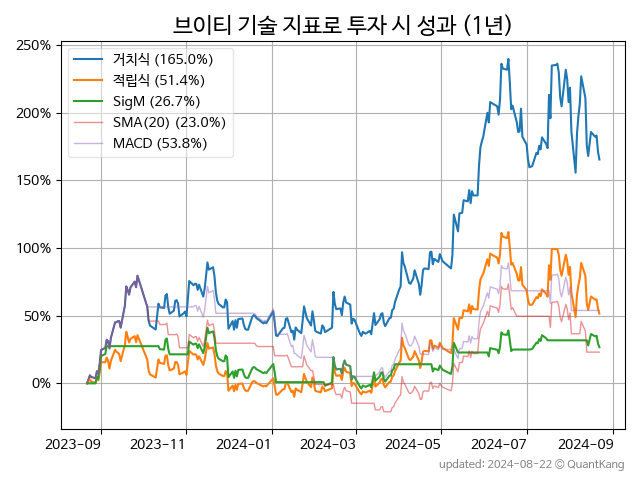 브이티 기술 지표로 투자 시 성과 (1년)
250%
200%
150%
100%
50%
0%
거치식 (165.0%)
적립식 (51.4%)
SigM (26.7%)
SMA(20) (23.0%)
MACD (53.8%)
2023-09 2023-11 2024-01 2024-03 2024-05 2024-07 2024-09
updated: 2024-08-22 © QuantKang